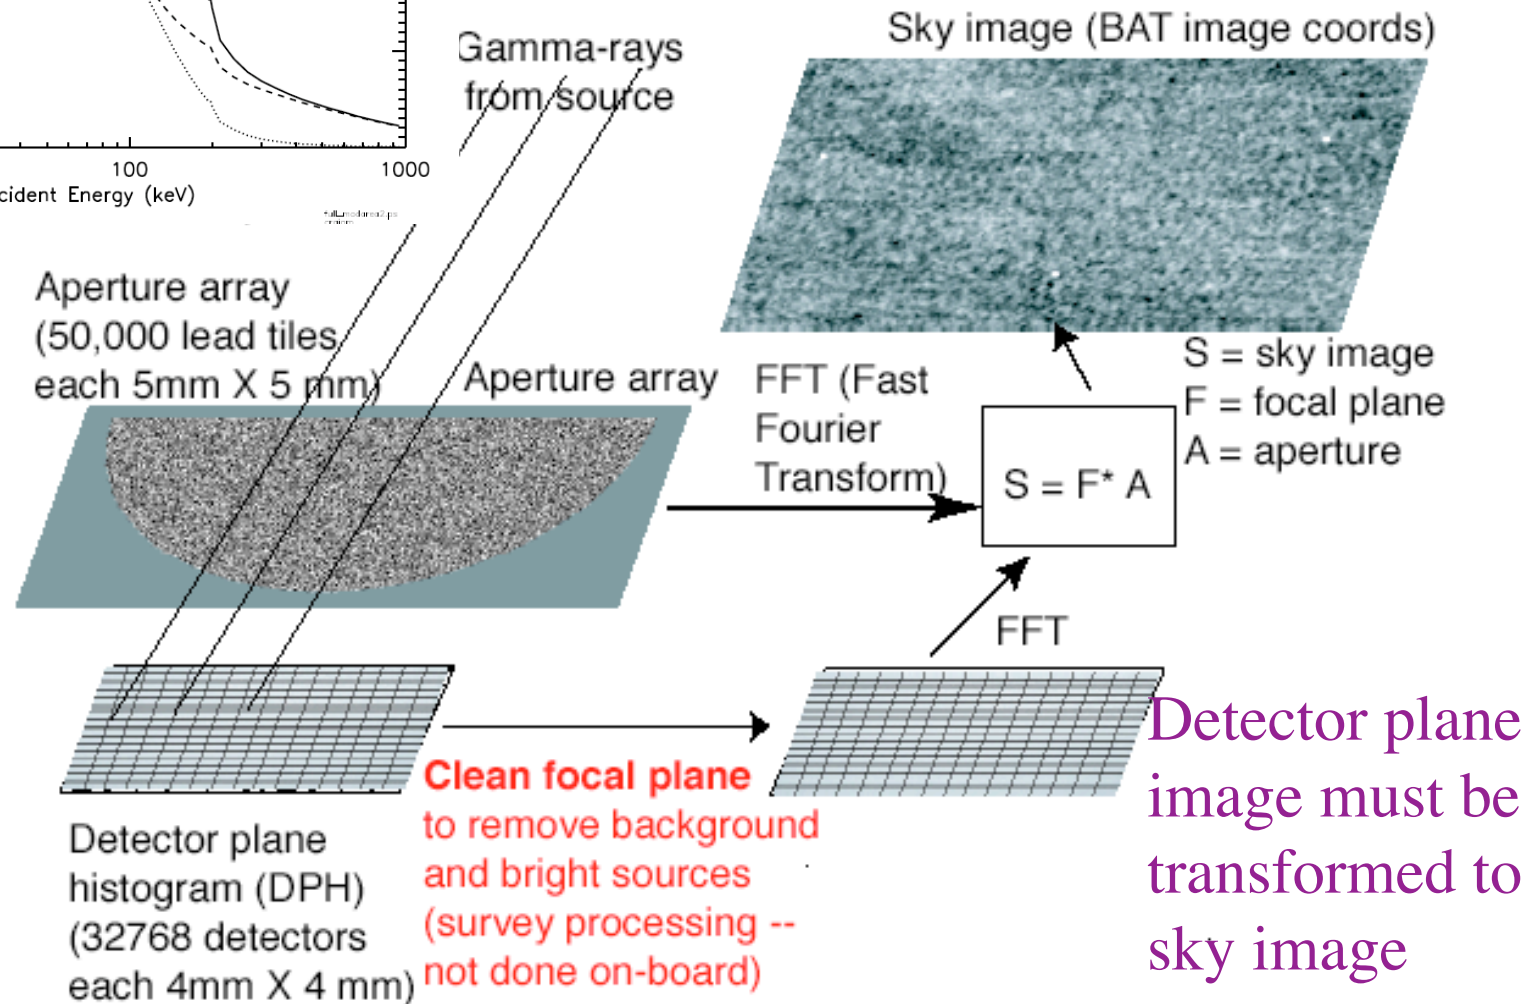 100
1000
cident Energy (keV)
Gamma-rays
from source
Sky image (BAT image coords)
Aperture array
(50,000 lead tiles
each 5mm X 5 mm)
Aperture array
FFT (Fast
Fourier
Transform)
S = F* A
S = sky image
F = focal plane
A = aperture
FFT
Clean focal plane
to remove background
and bright sources
(survey processing --
not done on-board)
Detector plane
histogram (DPH)
(32768 detectors
each 4mm X 4 mm)
Detector plane
image must be
transformed to
sky image